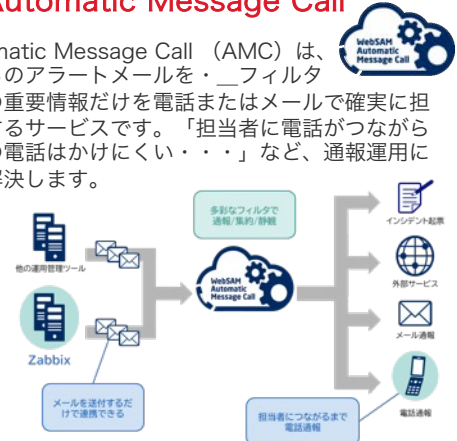 Automatic Message Call
matic Message Call （AMC）は、
のアラートメールを・__フィルタ
の重要情報だけを電話またはメールで確実に担
するサービスです。「担当者に電話がつながら
の電話はかけにくい・・・」など、通報運用に
解決します。
WebSAM
Automatic
Message Call
多彩なフィルタで
通報/集約/静観
インシデント起票
他の運用管理ツール
外部サービス
WebSAM
Automatic
Message Call
メール通報
Zabbix
メールを送付するだ
けで連携できる
担当者につながるまで
電話通報
電話通報